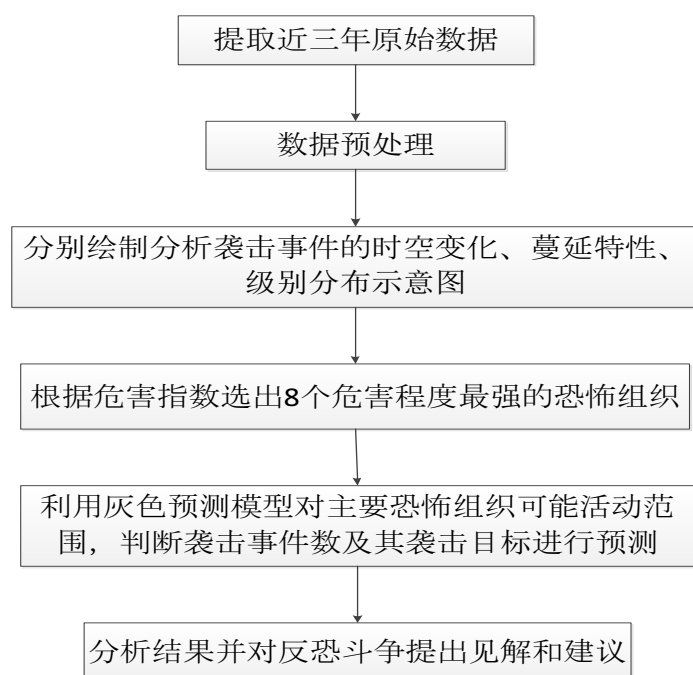 提取近三年原始数据
数据预处理
分别绘制分析袭击事件的时空变化、蔓延特性、
级别分布示意图
根据危害指数选出8个危害程度最强的恐怖组织
利用灰色预测模型对主要恐怖组织可能活动范
围，判断袭击事件数及其袭击目标进行预测
分析结果并对反恐斗争提出见解和建议